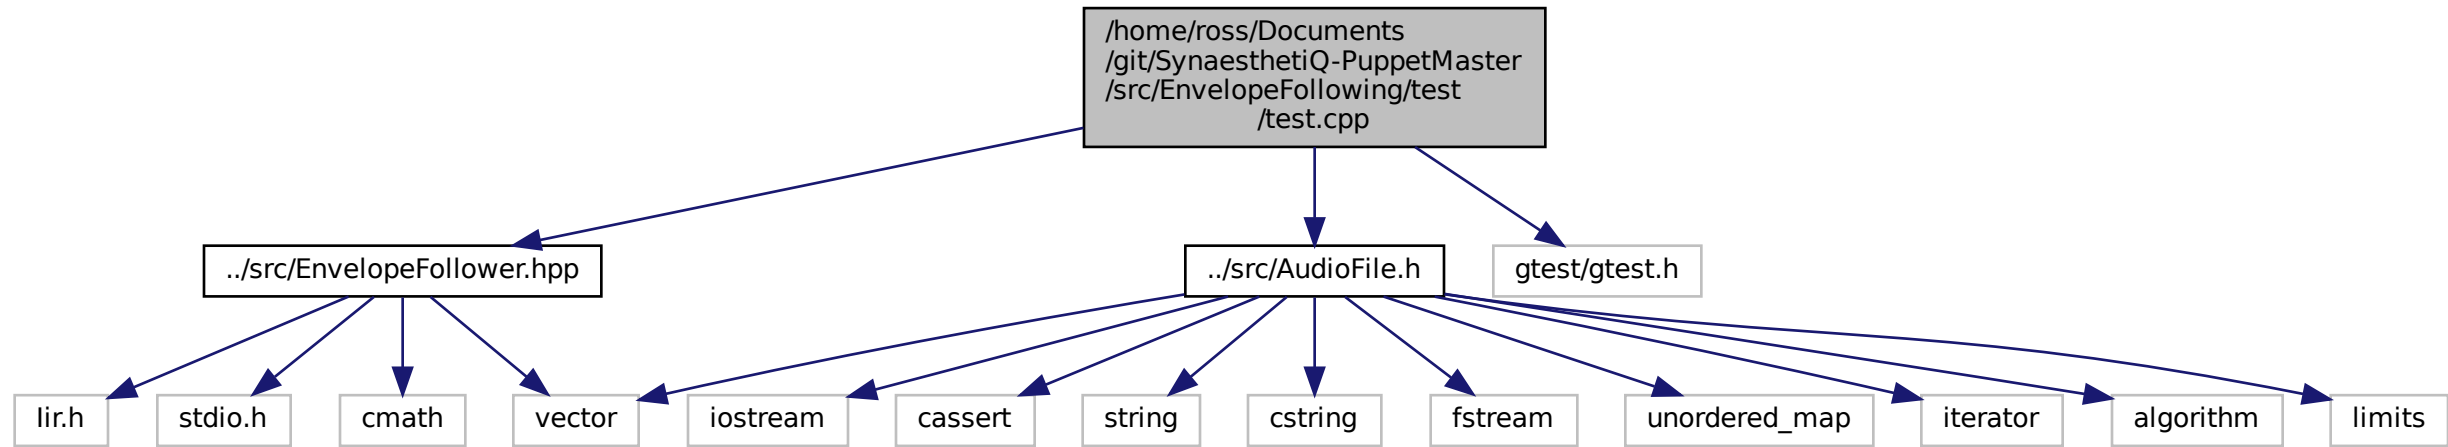 /home/ross/Documents
/git/SynaesthetiQ-PuppetMaster
/src/EnvelopeFollowing/test
/test.cpp
../src/EnvelopeFollower.hpp
../src/AudioFile.h
gtest/gtest.h
Iir.h
stdio.h
cmath
vector
iostream
cassert
string
cstring
fstream
unordered_map
iterator
algorithm
limits